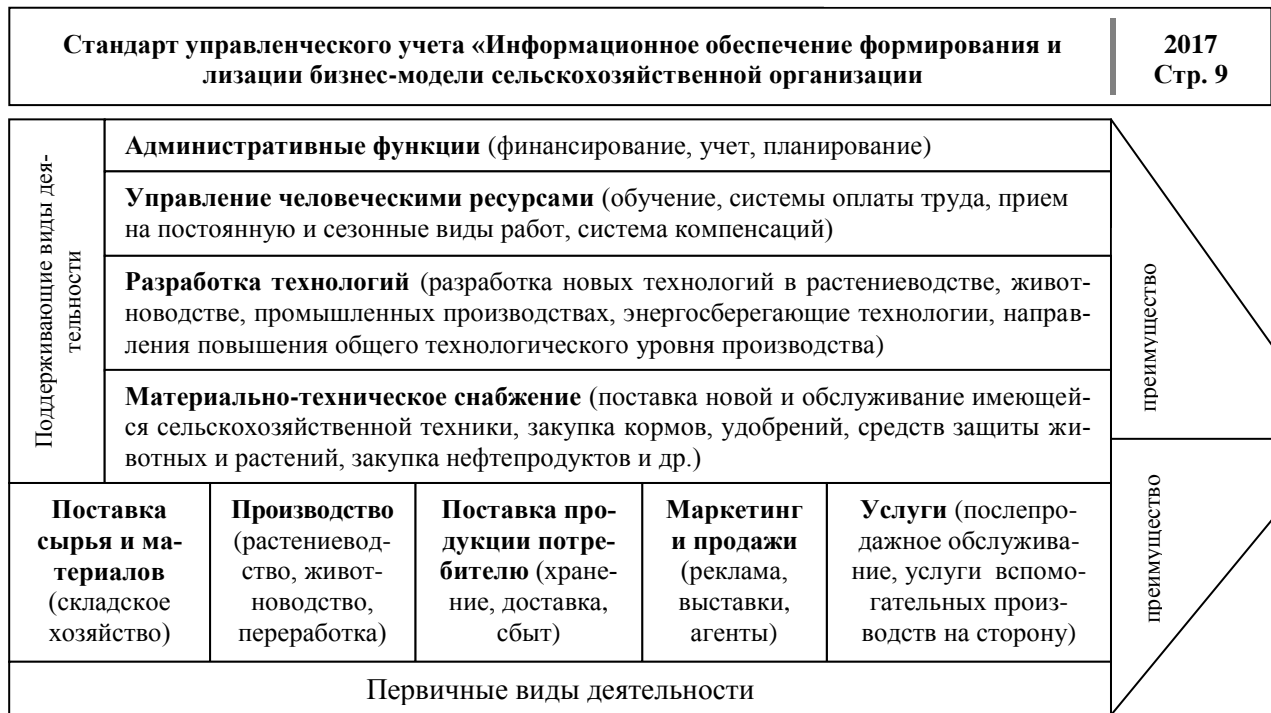 Стандарт управленческого учета «Информационное обеспечение формирования и
лизации бизнес-модели сельскохозяйственной организации
2017
Стр. 9
Поддерживающие виды дея-
тельности
Административные функции (финансирование, учет, планирование)
Управление человеческими ресурсами (обучение, системы оплаты труда, прием
на постоянную и сезонные виды работ, система компенсаций)
Разработка технологий (разработка новых технологий в растениеводстве, живот-
новодстве, промышленных производствах, энергосберегающие технологии, направ-
ления повышения общего технологического уровня производства)
Материально-техническое снабжение (поставка новой и обслуживание имеющей-
ся сельскохозяйственной техники, закупка кормов, удобрений, средств защиты жи-
вотных и растений, закупка нефтепродуктов и др.)
преимущество
Поставка
сырья и ма-
териалов
(складское
хозяйство)
Производство
(растениевод-
ство, живот-
новодство,
переработка)
Поставка про-
дукции потре-
бителю (хране-
ние, доставка,
сбыт)
Маркетинг
и продажи
(реклама,
выставки,
агенты)
Услуги (послепро-
дажное обслужива-
ние, услуги вспомо-
гательных произ-
водств на сторону)
преимущество
Первичные виды деятельности